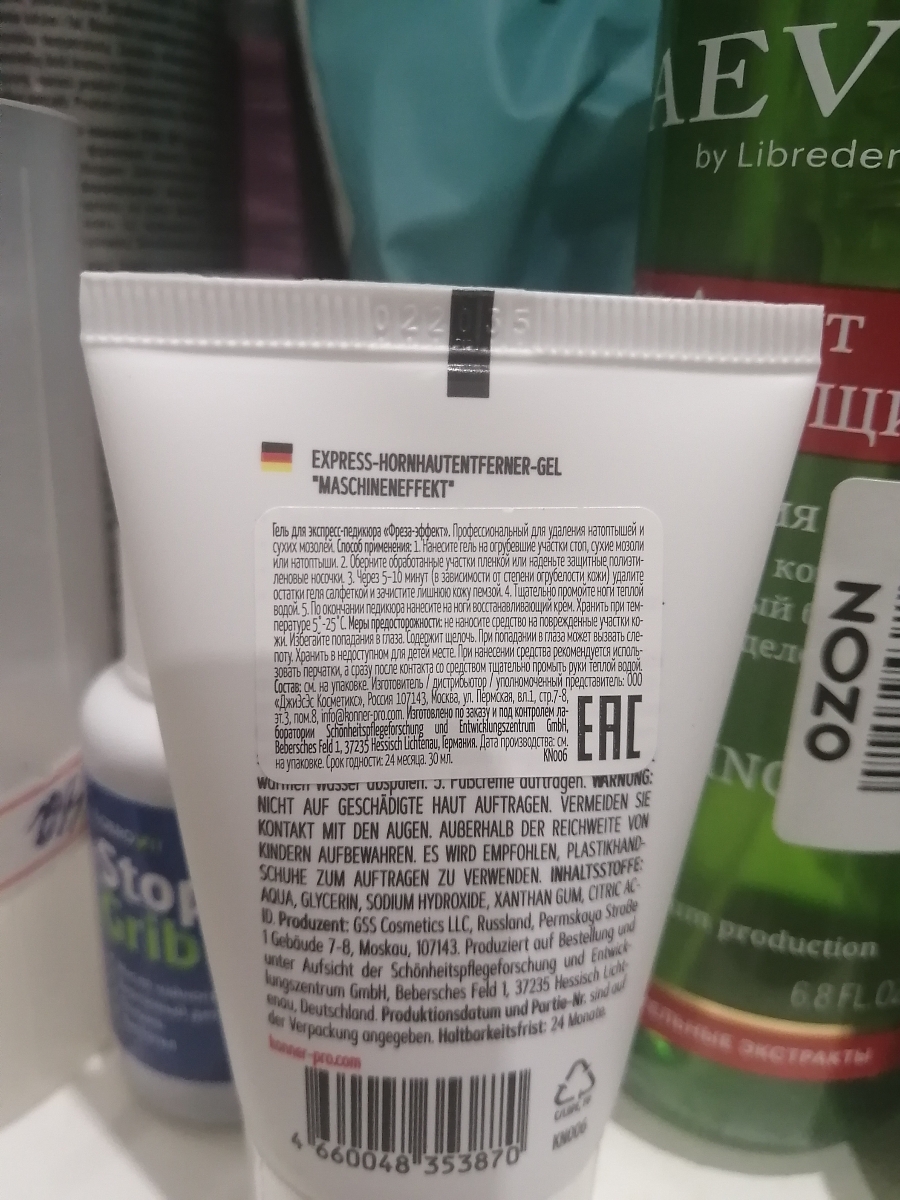 AEV
by Libreder
EXPRESS-HORNHAUTENTFERNER-GEL
"MASCHINENEFFEKT"
Гель для экспресс-педикюра «Фреза-эффект». Профессиональный для удаления натоптышей и
сухих мозолей. Способ применения: 1. Нанесите гель на огрубевшие участки стоп, сухие мозоли
или натоптыши. 2. Оберните обработанные участки пленкой или наденьте защитные полиэти-
леновые носочки. 3. Через 5-10 минут (в зависимости от степени огрубелости кожи) удалите
остатки геля салфеткой и зачистите лишнюю кожу пемзой. 4. Тщательно промойте ноги теплой
водой. 5. По окончании педикюра нанесите на ноги восстанавливающий крем. Хранить при тем-
пературе 5°-25°С. Меры предосторожности: не наносите средство на поврежденные участки ко-
жи. Избегайте попадания в глаза. Содержит щелочь. При попадании в глаза может вызвать сле-
поту. Хранить в недоступном для детей месте. При нанесении средства рекомендуется исполь-
зовать перчатки, а сразу после контакта со средством тщательно промыть руки теплой водой.
Состав: см. на упаковке. Изготовитель / дистрибьютор / уполномоченный представитель: ООО
«ДжиЭсЭс Косметикс», Россия 107143, Москва, ул. Пермская, вл.1, стр.7-8,
эт.3, пом.8, info@konner-pro.com. Изготовлено по заказу и под контролем ла-
боратории Schönheitspflegeforschung und Entwicklungszentrum GmbH,
Bebersches Feld 1, 37235 Hessisch Lichtenau, Германия. Дата производства: см.
на упаковке. Срок годности: 24 месяца. 30 мл.
KN006
EAC
warmen Wasser abspülen. 5. Fußcreme auftragen. WARNUNG:
NICHT AUF GESCHÄDIGTE HAUT AUFTRAGEN. VERMEIDEN SIE
KONTAKT MIT DEN AUGEN. AUßERHALB DER REICHWEITE VON
KINDERN AUFBEWAHREN. ES WIRD EMPFOHLEN, PLASTIKHAND-
SCHUHE ZUM AUFTRAGEN ZU VERWENDEN. INHALTSSTOFFE:
AQUA, GLYCERIN, SODIUM HYDROXIDE, XANTHAN GUM, CITRIC AC-
ID. Produzent: GSS Cosmetics LLC, Russland, Permskaya Straße
1 Gebäude 7-8, Moskau, 107143. Produziert auf Bestellung und
unter Aufsicht der Schönheitspflegeforschung und Entwick-
lungszentrum GmbH, Bebersches Feld 1, 37235 Hessisch Licht-
enau, Deutschland. Produktionsdatum und Partie-Nr. sind auf
der Verpackung angegeben. Haltbarkeitsfrist: 24 Monate.
konner-pro.com
4 660048 353870
KN006
OZON
Stop
Grib
production
6.8 FL.O
ЭКСТРАКТЫ